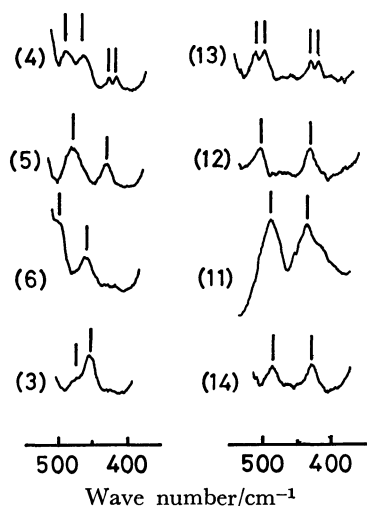 (4) (13)
(5) (12)
(6) (11)
(3) (14)
500 400 500 400
Wave number/cm⁻¹